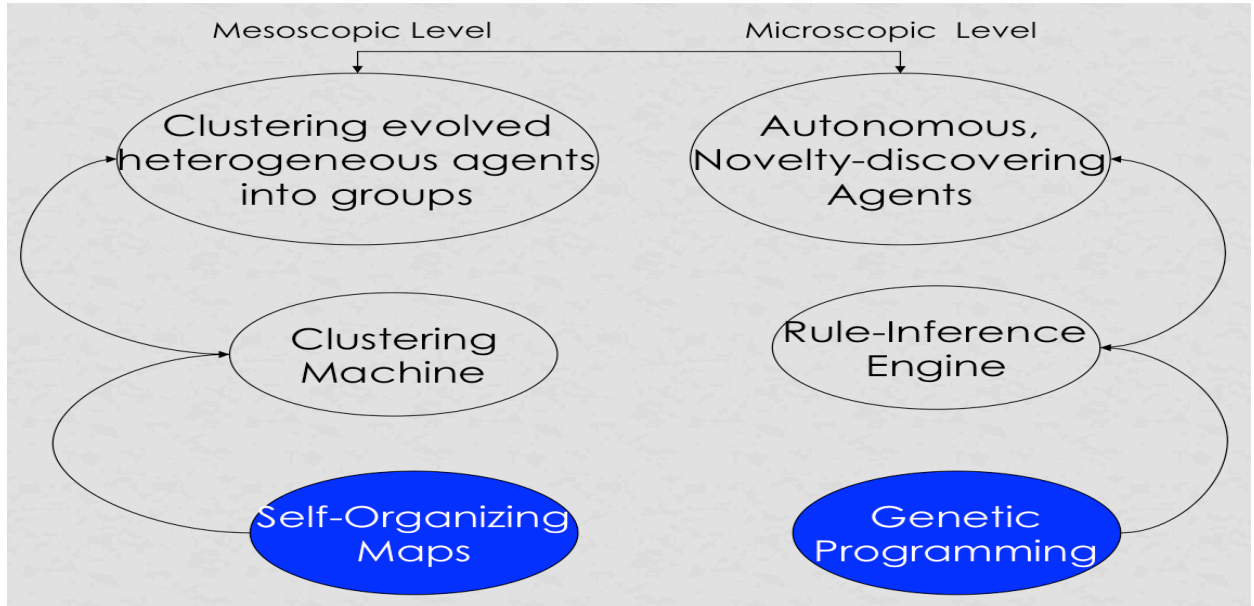 Mesoscopic Level
Microscopic Level
Clustering evolved
heterogeneous agents
into groups
Autonomous,
Novelty-discovering
Agents
Clustering
Machine
Rule-Inference
Engine
Self-Organizing
Maps
Genetic
Programming